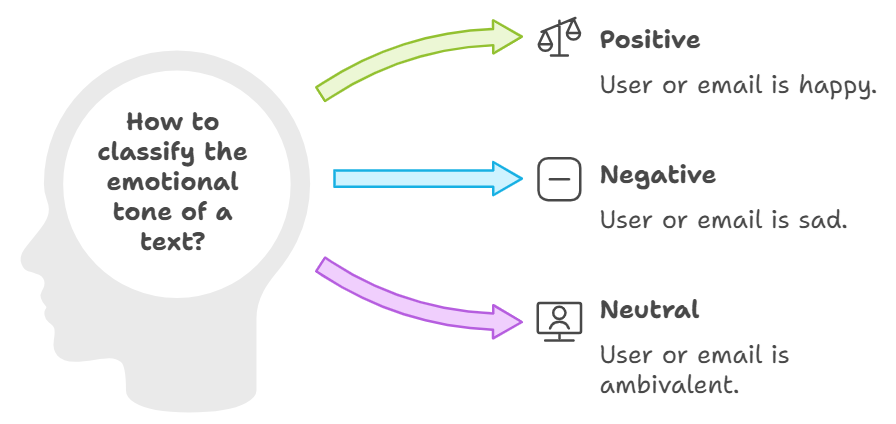 How to
classify the
emotional
tone of a
text?
Positive
User or email is happy.
Negative
User or email is sad.
Neutral
User or email is
ambivalent.